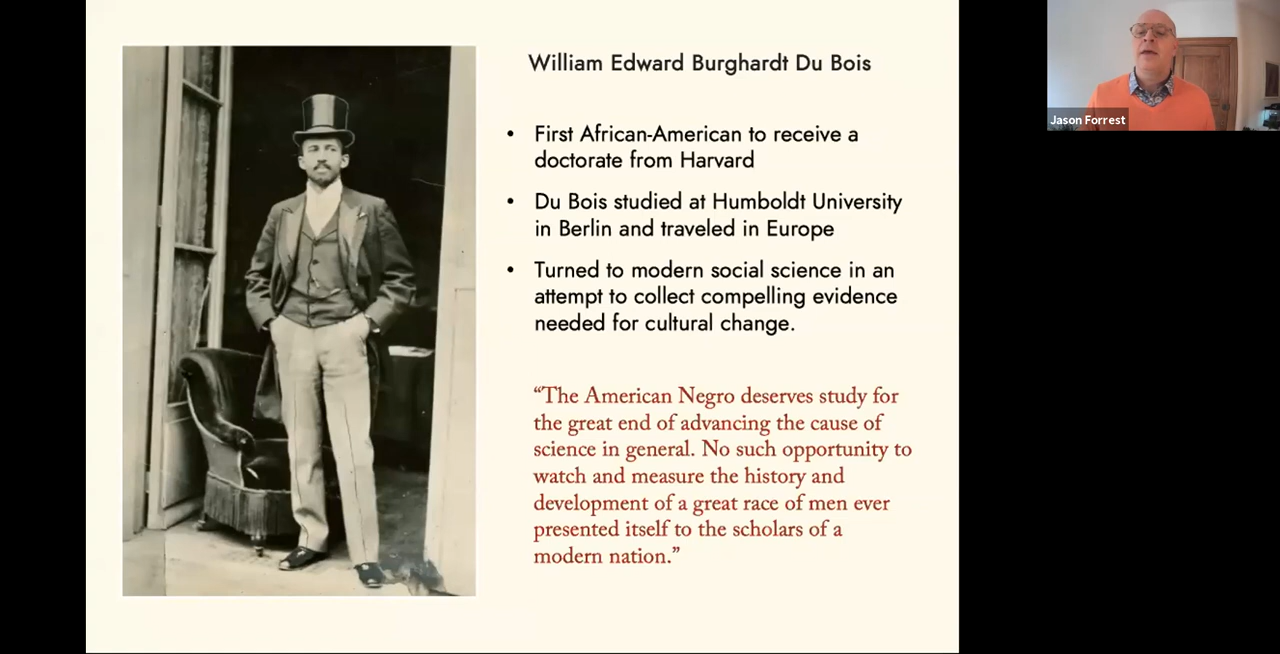 William Edward Burghardt Du Bois
• First African-American to receive a
doctorate from Harvard
• Du Bois studied at Humboldt University
in Berlin and traveled in Europe
• Turned to modern social science in an
attempt to collect compelling evidence
needed for cultural change.
“The American Negro deserves study for
the great end of advancing the cause of
science in general. No such opportunity to
watch and measure the history and
development of a great race of men ever
presented itself to the scholars of a
modern nation.”
Jason Forrest